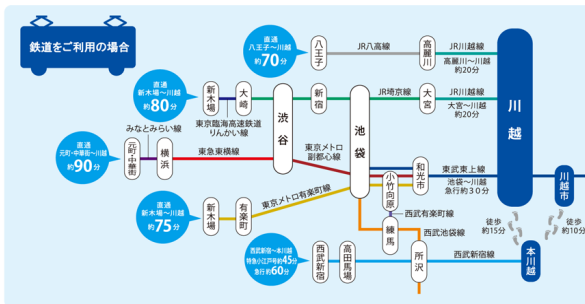 鉄道をご利用の場合
直通
八王子~川越
約70分
八王子
JR八高線
高麗川
JR川越線
高麗川~川越
約20分
直通
新木場~川越
約80分
新木場
大崎
東京臨海高速鉄道
りんかい線
渋谷
新宿
池袋
JR埼京線
大宮
JR川越線
大宮~川越
約20分
川越
直通
元町・中華街~川越
約90分
みなとみらい線
元町・中華街
横浜
東急東横線
東京メトロ
副都心線
和光市
東武東上線
池袋~川越
急行約30分
川越市
直通
新木場~川越
約75分
新木場
有楽町
東京メトロ有楽町線
小竹向原
西武有楽町線
練馬
西武池袋線
所沢
徒歩
約15分
徒歩
約10分
西武新宿~本川越
特急小江戸号約45分
急行約60分
西武新宿
高田馬場
西武新宿線
本川越